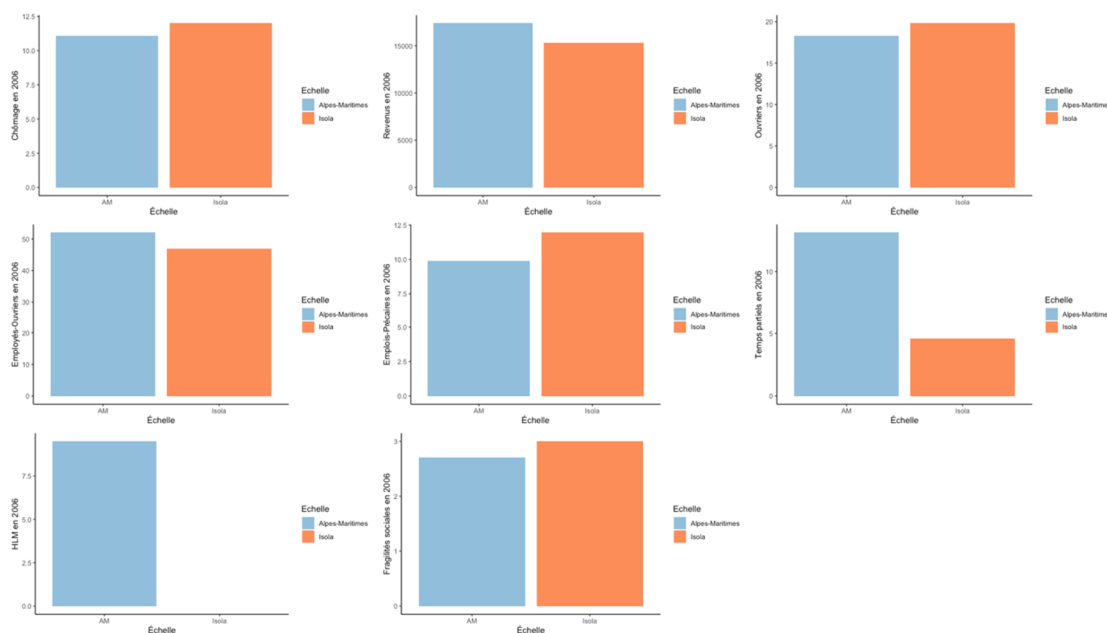 Chômage en 2006
12.5
10.0
7.5
5.0
2.5
0.0
AM
Isola
Échelle
Echelle
Alpes-Maritimes
Isola
Revenus en 2006
15000
10000
5000
0
AM
Isola
Échelle
Echelle
Alpes-Maritimes
Isola
Ouvriers en 2006
20
15
10
5
0
AM
Isola
Échelle
Echelle
Alpes-Maritimes
Isola
Employés-Ouvriers en 2006
50
40
30
20
10
0
AM
Isola
Échelle
Echelle
Alpes-Maritimes
Isola
Emplois-Précaires en 2006
12.5
10.0
7.5
5.0
2.5
0.0
AM
Isola
Échelle
Echelle
Alpes-Maritimes
Isola
Temps partiels en 2006
10
5
0
AM
Isola
Échelle
Echelle
Alpes-Maritimes
Isola
HLM en 2006
7.5
5.0
2.5
0.0
AM
Isola
Échelle
Echelle
Alpes-Maritimes
Isola
Fragilités sociales en 2006
3
2
1
0
AM
Isola
Échelle
Echelle
Alpes-Maritimes
Isola